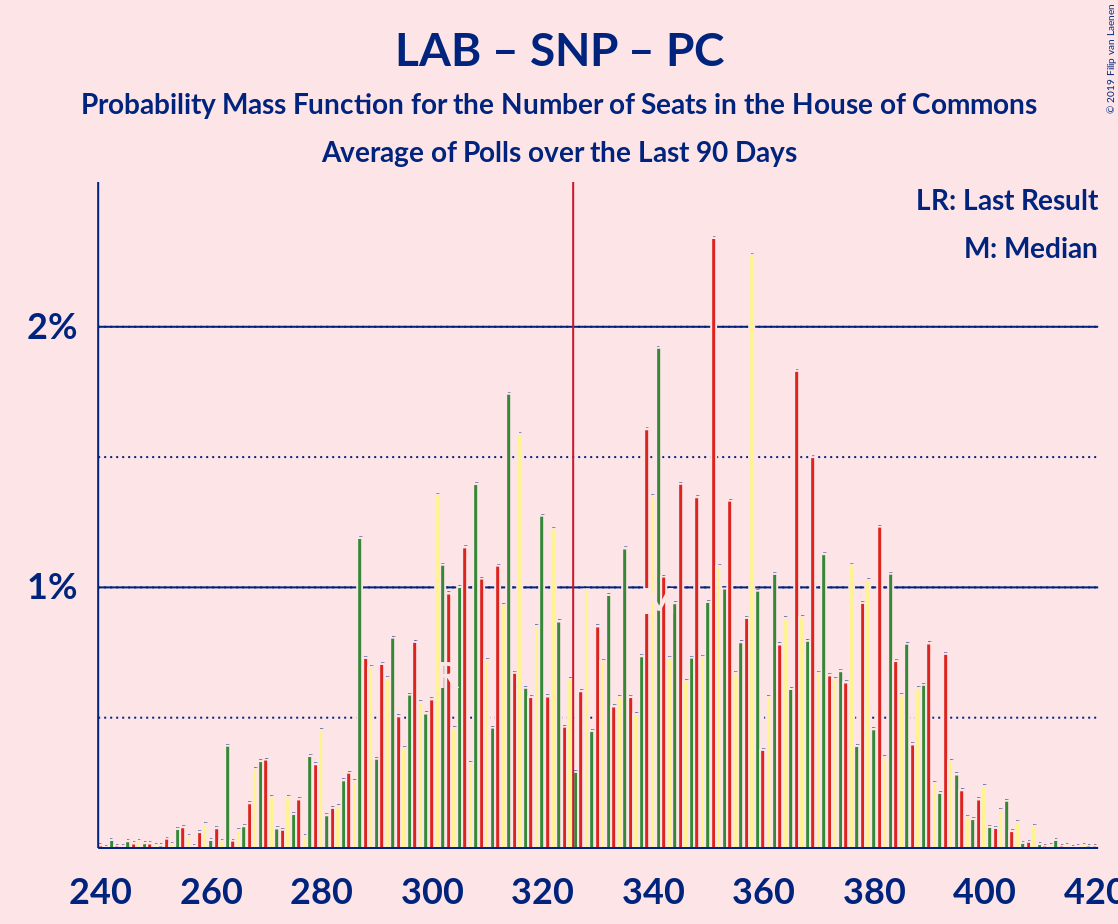 LAB – SNP – PC
Probability Mass Function for the Number of Seats in the House of Commons
Average of Polls over the Last 90 Days
© 2019 Filip van Laenen
LR: Last Result
M: Median
2%
1%
240 260 280 300 320 340 360 380 400 420